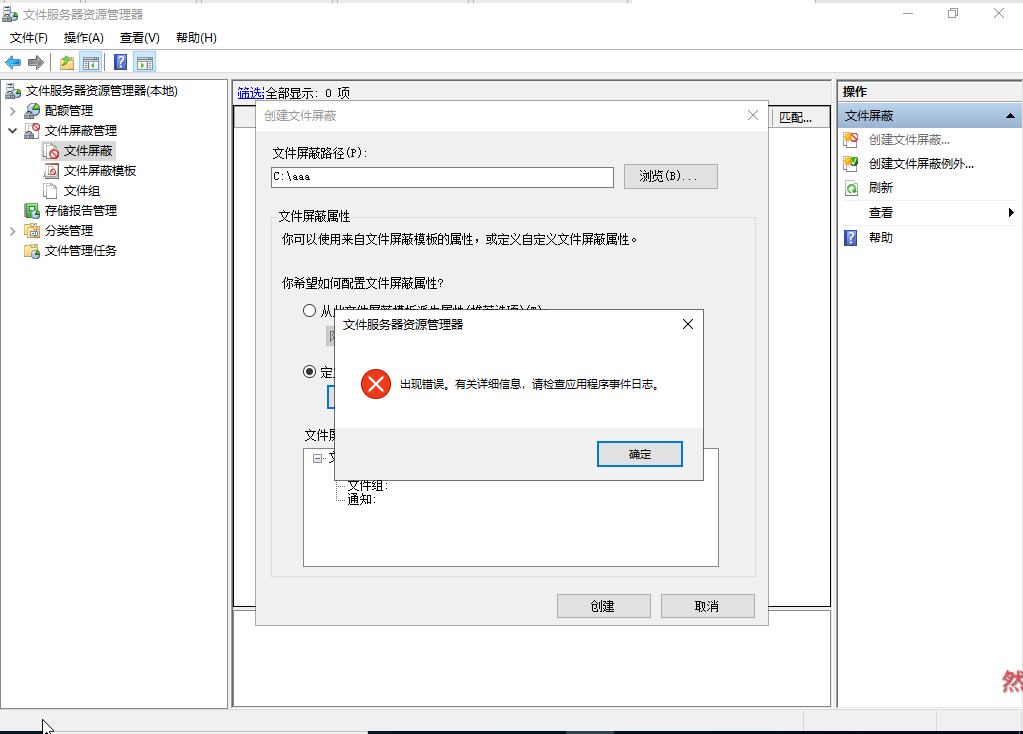 文件服务器资源管理器
文件(F) 操作(A) 查看(V) 帮助(H)
文件服务器资源管理器(本地)
配额管理
文件屏蔽管理
文件屏蔽
文件屏蔽模板
文件组
存储报告管理
分类管理
文件管理任务
筛选:全部显示: 0 项
匹配...
创建文件屏蔽
文件屏蔽路径(P):
C:\aaa
浏览(B)...
文件屏蔽属性
你可以使用来自文件屏蔽模板的属性，或定义自定义文件屏蔽属性。
你希望如何配置文件屏蔽属性?
定
文件屏
文件组:
通知:
创建
取消
文件服务器资源管理器
出现错误。有关详细信息，请检查应用程序事件日志。
确定
操作
文件屏蔽
创建文件屏蔽...
创建文件屏蔽例外...
刷新
查看
帮助
然